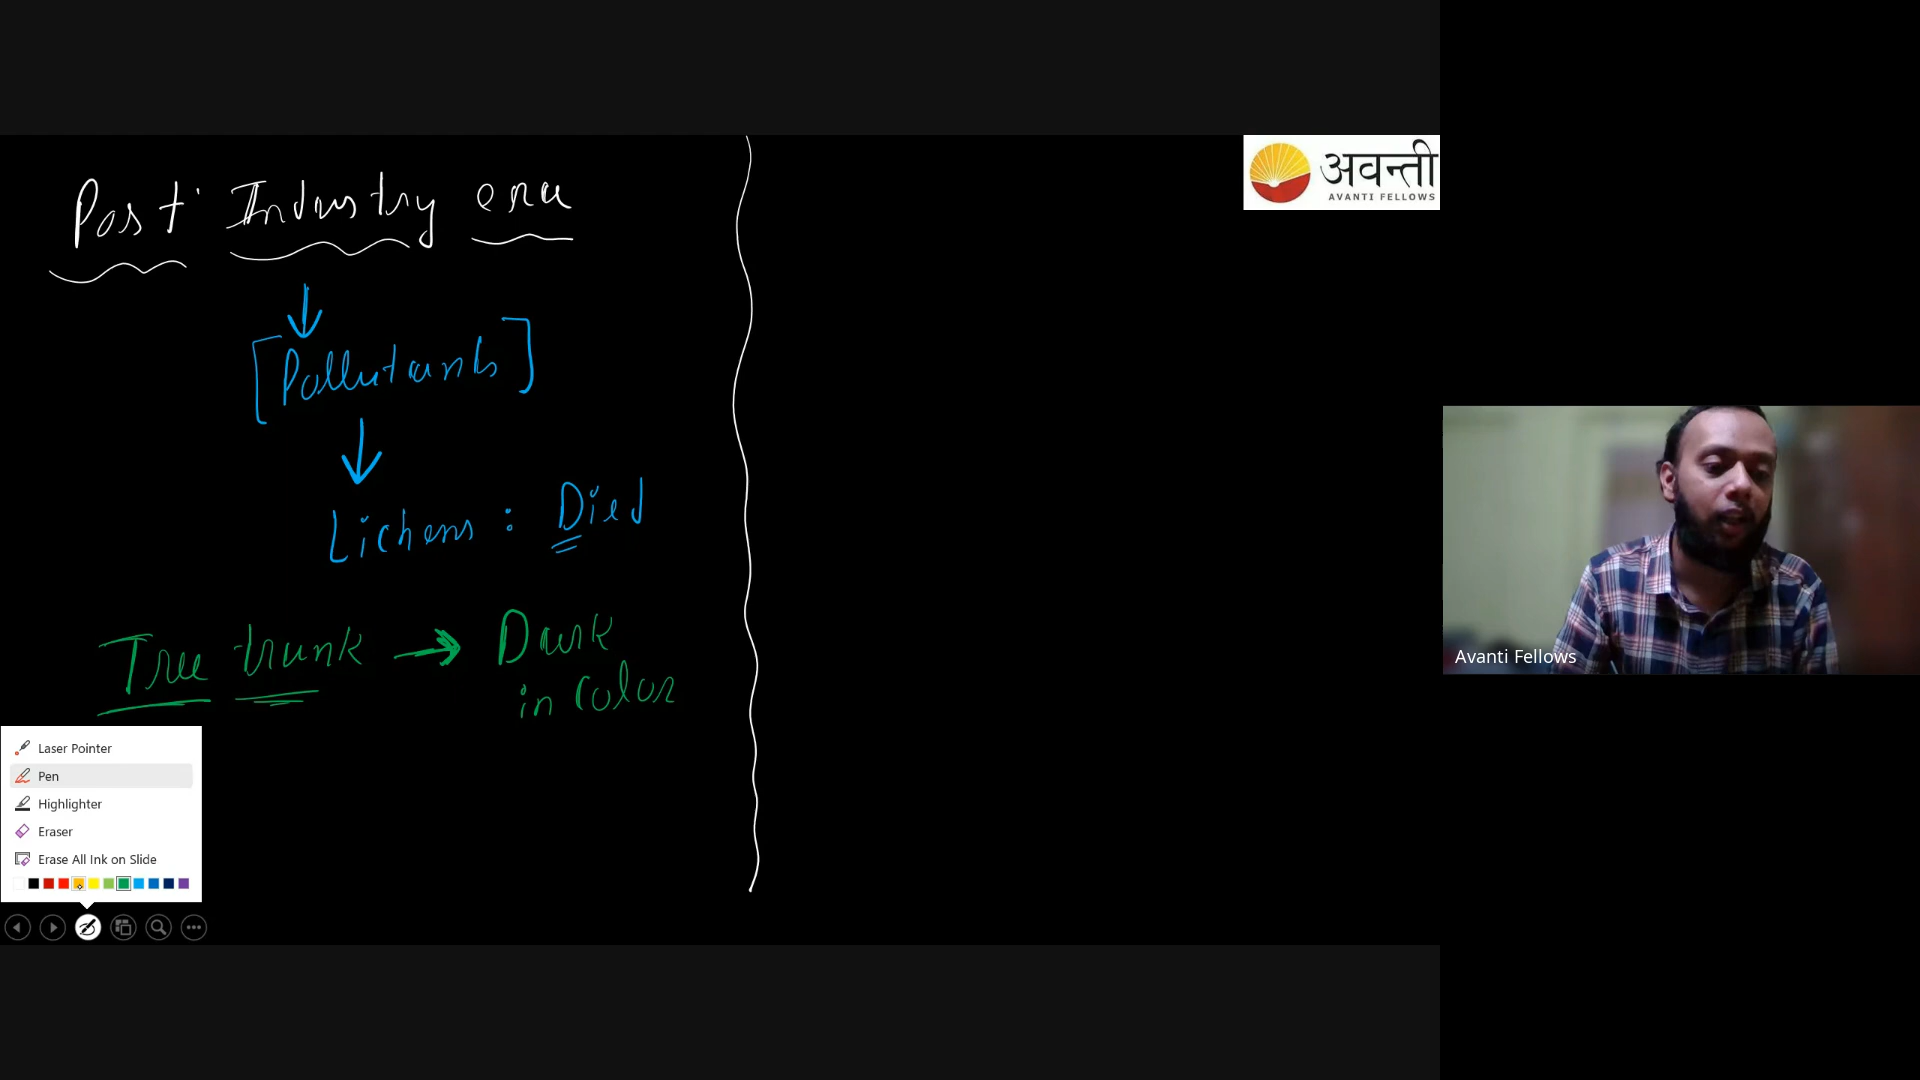 Post Industry era
[Pollutants]
Lichens : Died
Tree trunk → Dark
in color
अवन्ती
AVANTI FELLOWS
Avanti Fellows
Laser Pointer
Pen
Highlighter
Eraser
Erase All Ink on Slide